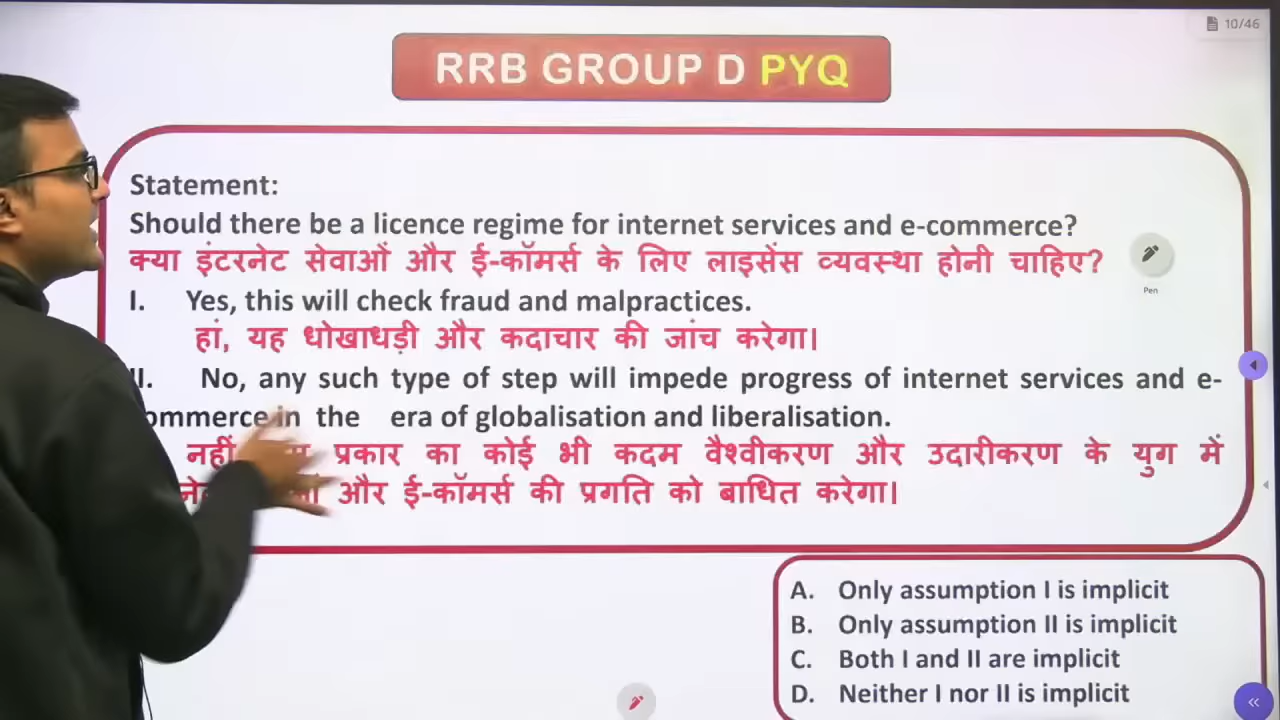 10/46
RRB GROUP D PYQ
Statement:
Should there be a licence regime for internet services and e-commerce?
क्या इंटरनेट सेवाओं और ई-कॉमर्स के लिए लाइसेंस व्यवस्था होनी चाहिए?
Pen
I. Yes, this will check fraud and malpractices.
हां, यह धोखाधड़ी और कदाचार की जांच करेगा।
II. No, any such type of step will impede progress of internet services and e-
ommerce in the era of globalisation and liberalisation.
नहीं प्रकार का कोई भी कदम वैश्वीकरण और उदारीकरण के युग में
और ई-कॉमर्स की प्रगति को बाधित करेगा।
A. Only assumption I is implicit
B. Only assumption II is implicit
C. Both I and II are implicit
D. Neither I nor II is implicit